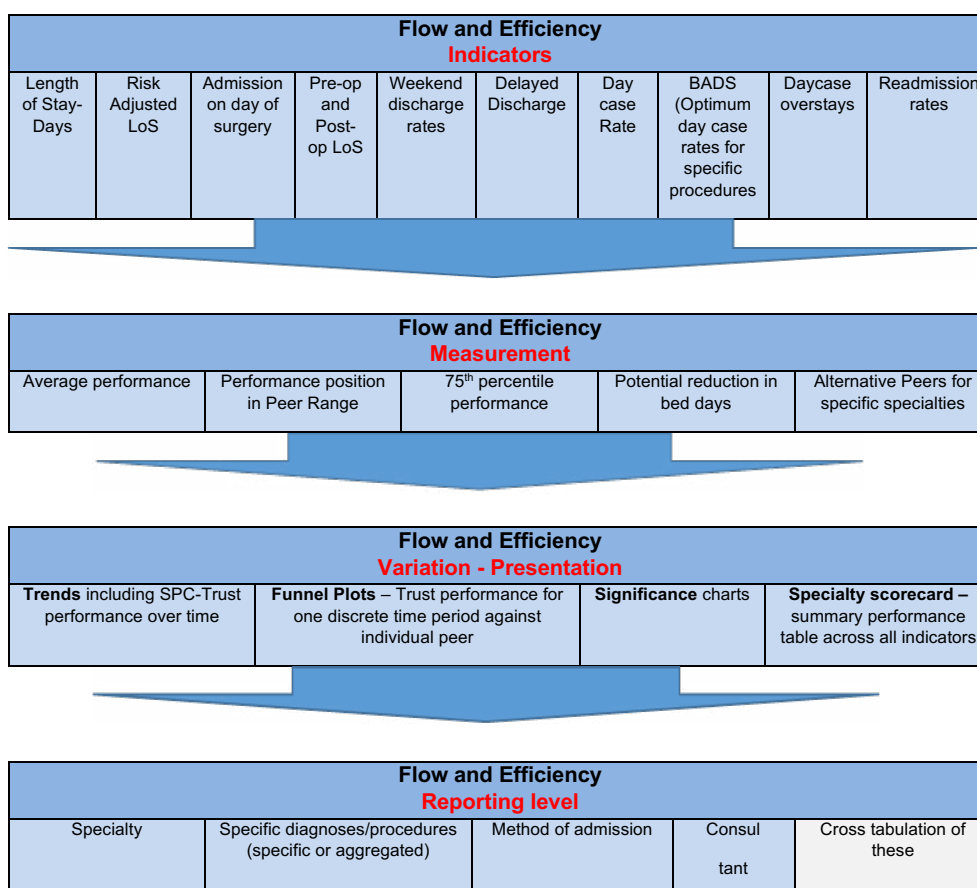 Flow and Efficiency
Indicators
Length
of Stay-
Days
Risk
Adjusted
LoS
Admission
on day of
surgery
Pre-op
and
Post-
op LoS
Weekend
discharge
rates
Delayed
Discharge
Day
case
Rate
BADS
(Optimum
day case
rates for
specific
procedures
Daycase
overstays
Readmission
rates
Flow and Efficiency
Measurement
Average performance
Performance position
in Peer Range
75th percentile
performance
Potential reduction in
bed days
Alternative Peers for
specific specialties
Flow and Efficiency
Variation - Presentation
Trends including SPC-Trust
performance over time
Funnel Plots – Trust performance for
one discrete time period against
individual peer
Significance charts
Specialty scorecard –
summary performance
table across all indicators
Flow and Efficiency
Reporting level
Specialty
Specific diagnoses/procedures
(specific or aggregated)
Method of admission
Consul
tant
Cross tabulation of
these